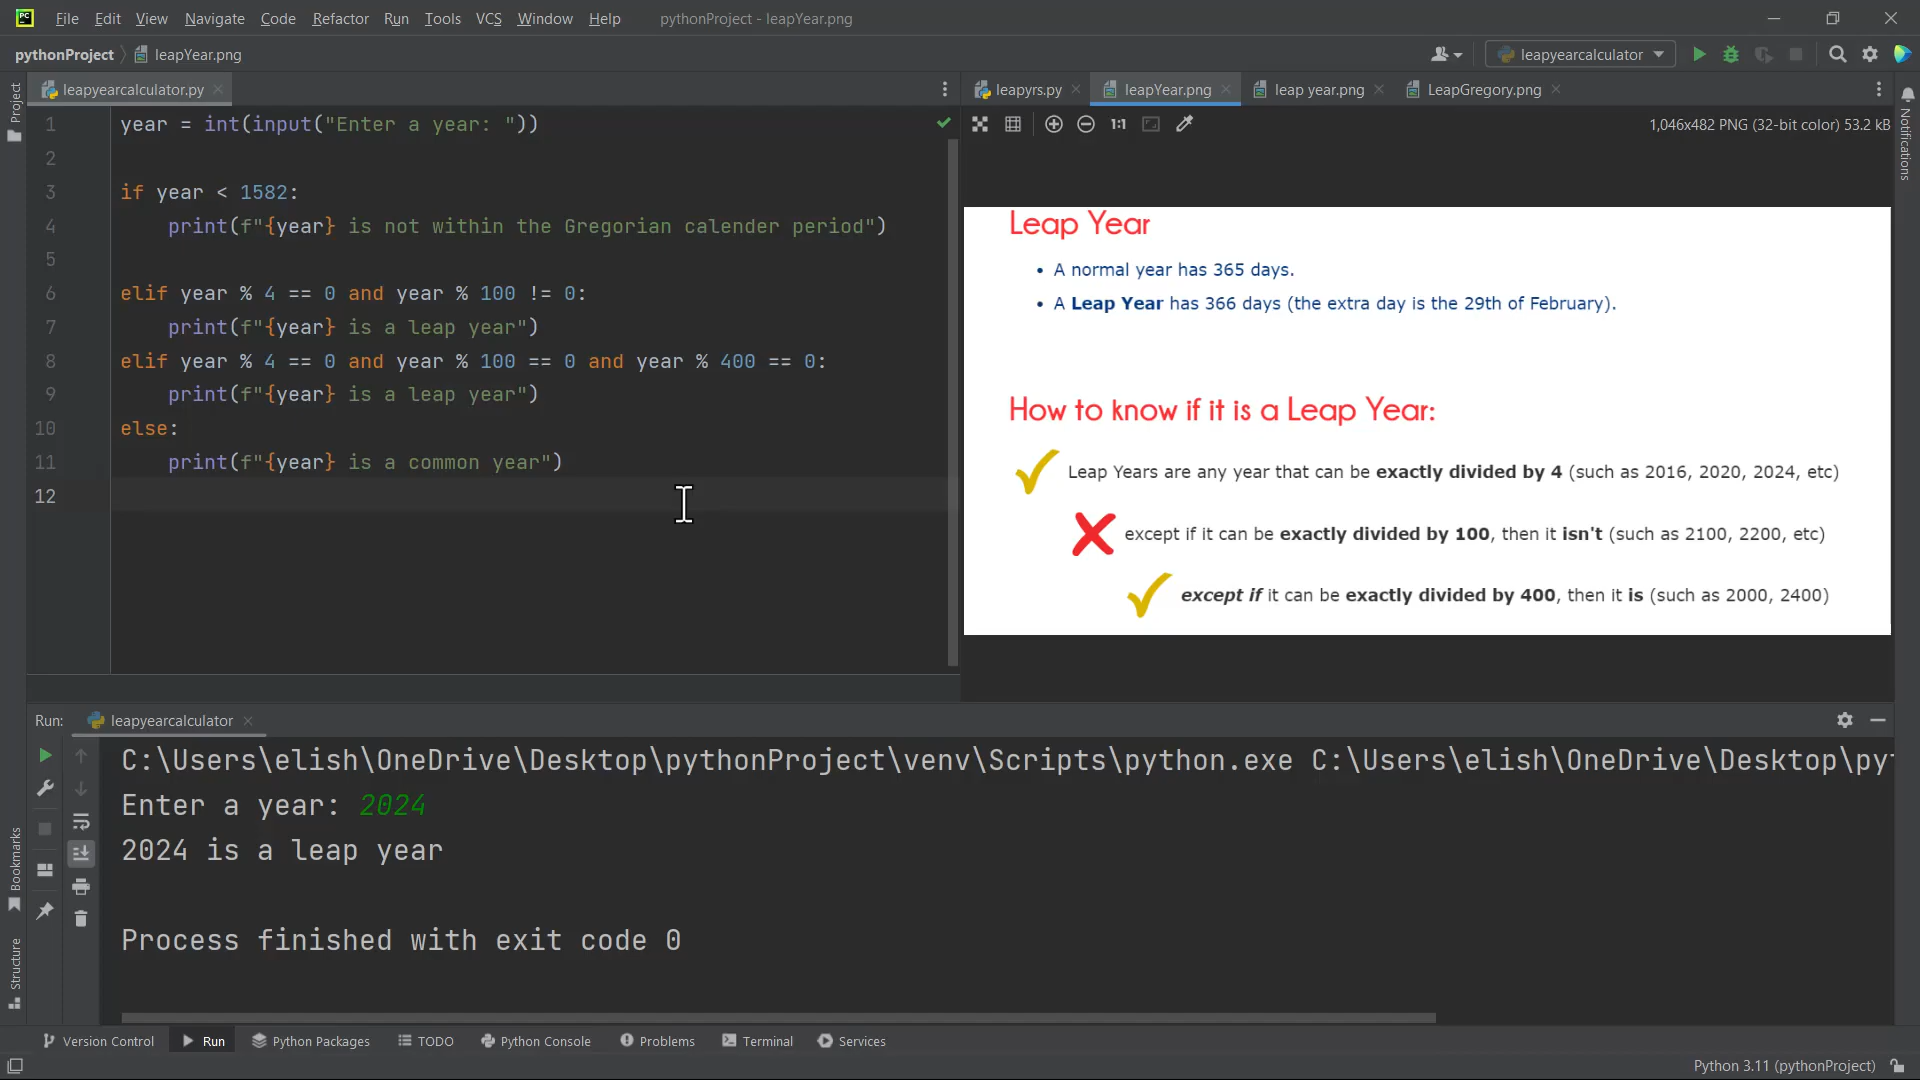 File Edit View Navigate Code Refactor Run Tools VCS Window Help pythonProject - leapYear.png
pythonProject leapYear.png leapyearcalculator
leapyearcalculator.py leapyrs.py leapYear.png leap year.png LeapGregory.png
Project
Notifications
1,046x482 PNG (32-bit color) 53.2 kB
1:1
1 year = int(input("Enter a year: "))
2
3 if year < 1582:
4 print(f"{year} is not within the Gregorian calender period")
5
6 elif year % 4 == 0 and year % 100 != 0:
7 print(f"{year} is a leap year")
8 elif year % 4 == 0 and year % 100 == 0 and year % 400 == 0:
9 print(f"{year} is a leap year")
10 else:
11 print(f"{year} is a common year")
12
Leap Year
• A normal year has 365 days.
• A Leap Year has 366 days (the extra day is the 29th of February).
How to know if it is a Leap Year:
Leap Years are any year that can be exactly divided by 4 (such as 2016, 2020, 2024, etc)
except if it can be exactly divided by 100, then it isn't (such as 2100, 2200, etc)
except if it can be exactly divided by 400, then it is (such as 2000, 2400)
Run: leapyearcalculator
C:\Users\elish\OneDrive\Desktop\pythonProject\venv\Scripts\python.exe C:\Users\elish\OneDrive\Desktop\py
Enter a year: 2024
2024 is a leap year
Process finished with exit code 0
Bookmarks
Structure
Version Control Run Python Packages TODO Python Console Problems Terminal Services
Python 3.11 (pythonProject)